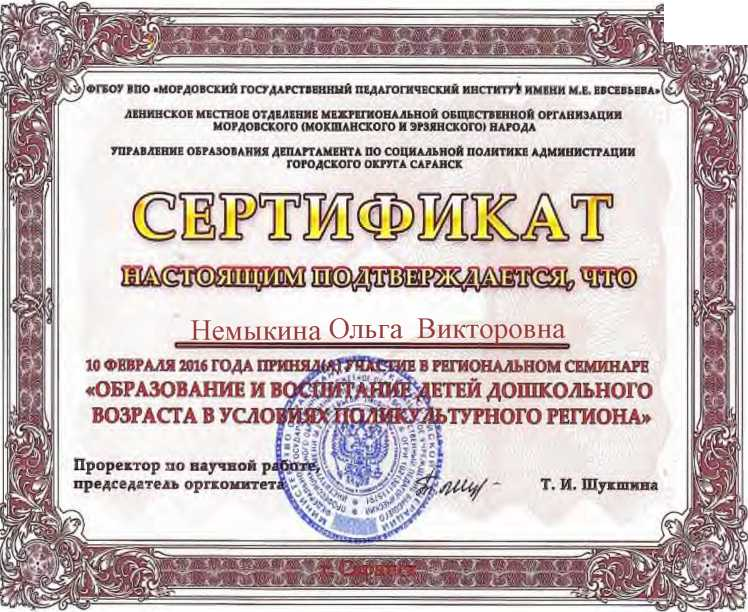 ФГБОУ ВПО «МОРДОВСКИЙ ГОСУДАРСТВЕННЫЙ ПЕДАГОГИЧЕСКИЙ ИНСТИТУТ ИМЕНИ М.Е. ЕВСЕВЬЕВА»
ЛЕНИНСКОЕ МЕСТНОЕ ОТДЕЛЕНИЕ МЕЖРЕГИОНАЛЬНОЙ ОБЩЕСТВЕННОЙ ОРГАНИЗАЦИИ
МОРДОВСКОГО (МОКШАНСКОГО И ЭРЗЯНСКОГО) НАРОДА
УПРАВЛЕНИЕ ОБРАЗОВАНИЯ ДЕПАРТАМЕНТА ПО СОЦИАЛЬНОЙ ПОЛИТИКЕ АДМИНИСТРАЦИИ
ГОРОДСКОГО ОКРУГА САРАНСК
СЕРТИФИКАТ
НАСТОЯЩИМ ПОДТВЕРЖДАЕТСЯ, ЧТО
Немыкина Ольга Викторовна
10 ФЕВРАЛЯ 2016 ГОДА ПРИНЯЛ(А) УЧАСТИЕ В РЕГИОНАЛЬНОМ СЕМИНАРЕ
«ОБРАЗОВАНИЕ И ВОСПИТАНИЕ ДЕТЕЙ ДОШКОЛЬНОГО
ВОЗРАСТА В УСЛОВИЯХ ПОЛИКУЛЬТУРНОГО РЕГИОНА»
Проректор по научной работе,
председатель оргкомитета
Т. И. Шукшина
г. Саранск